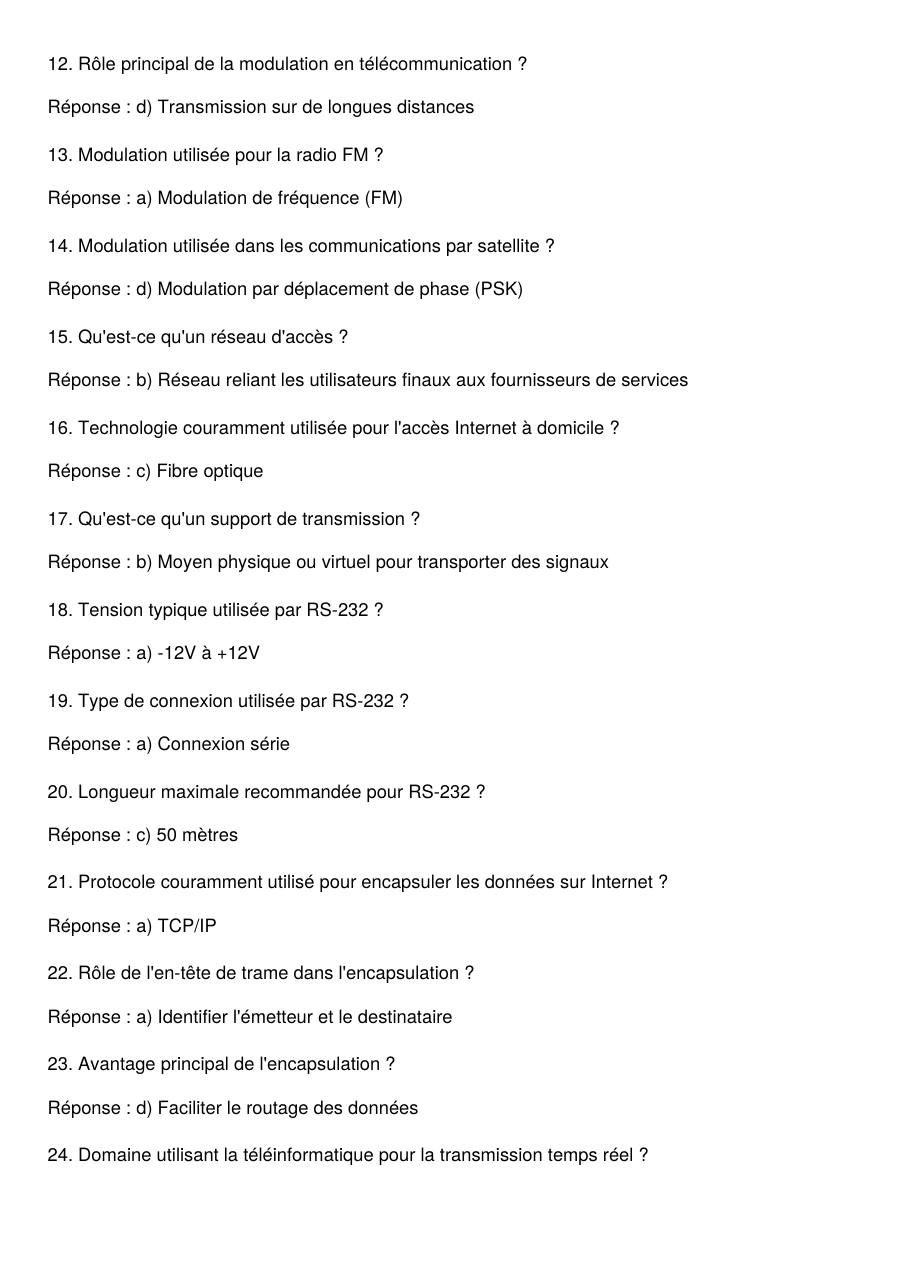 12. Rôle principal de la modulation en télécommunication ?
Réponse : d) Transmission sur de longues distances
13. Modulation utilisée pour la radio FM ?
Réponse : a) Modulation de fréquence (FM)
14. Modulation utilisée dans les communications par satellite ?
Réponse : d) Modulation par déplacement de phase (PSK)
15. Qu'est-ce qu'un réseau d'accès ?
Réponse : b) Réseau reliant les utilisateurs finaux aux fournisseurs de services
16. Technologie couramment utilisée pour l'accès Internet à domicile ?
Réponse : c) Fibre optique
17. Qu'est-ce qu'un support de transmission ?
Réponse : b) Moyen physique ou virtuel pour transporter des signaux
18. Tension typique utilisée par RS-232 ?
Réponse : a) -12V à +12V
19. Type de connexion utilisée par RS-232 ?
Réponse : a) Connexion série
20. Longueur maximale recommandée pour RS-232 ?
Réponse : c) 50 mètres
21. Protocole couramment utilisé pour encapsuler les données sur Internet ?
Réponse : a) TCP/IP
22. Rôle de l'en-tête de trame dans l'encapsulation ?
Réponse : a) Identifier l'émetteur et le destinataire
23. Avantage principal de l'encapsulation ?
Réponse : d) Faciliter le routage des données
24. Domaine utilisant la téléinformatique pour la transmission temps réel ?